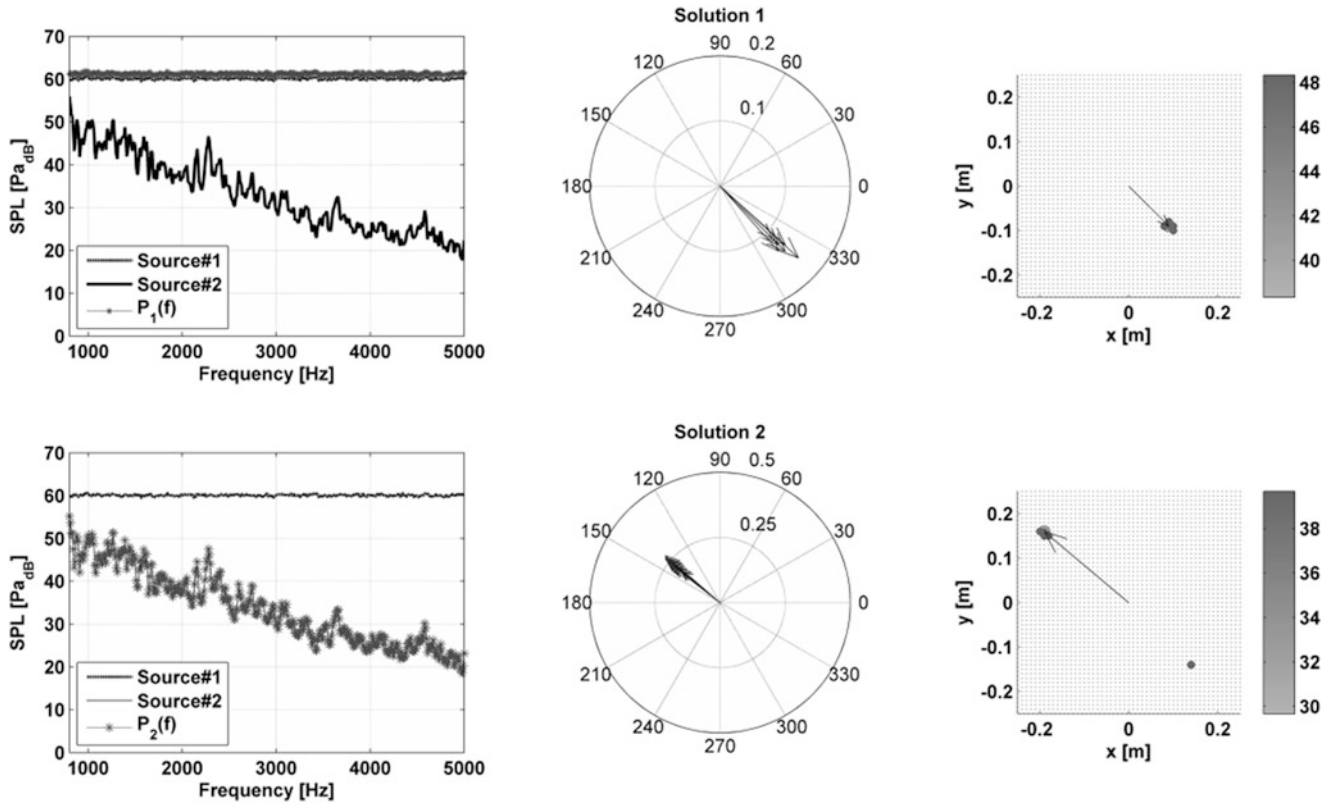 Solution 1
70
60
50
40
30
20
10
0
SPL [Pa_dB]
1000 2000 3000 4000 5000
Frequency [Hz]
Source#1
Source#2
P_1(f)
90 0.2
120 60
150 0.1 30
180 0
210 330
240 300
270
0.2
0.1
0
-0.1
-0.2
y [m]
-0.2 0 0.2
x [m]
48
46
44
42
40
Solution 2
70
60
50
40
30
20
10
0
SPL [Pa_dB]
1000 2000 3000 4000 5000
Frequency [Hz]
Source#1
Source#2
P_2(f)
90 0.5
120 60
150 0.25 30
180 0
210 330
240 300
270
0.2
0.1
0
-0.1
-0.2
y [m]
-0.2 0 0.2
x [m]
38
36
34
32
30